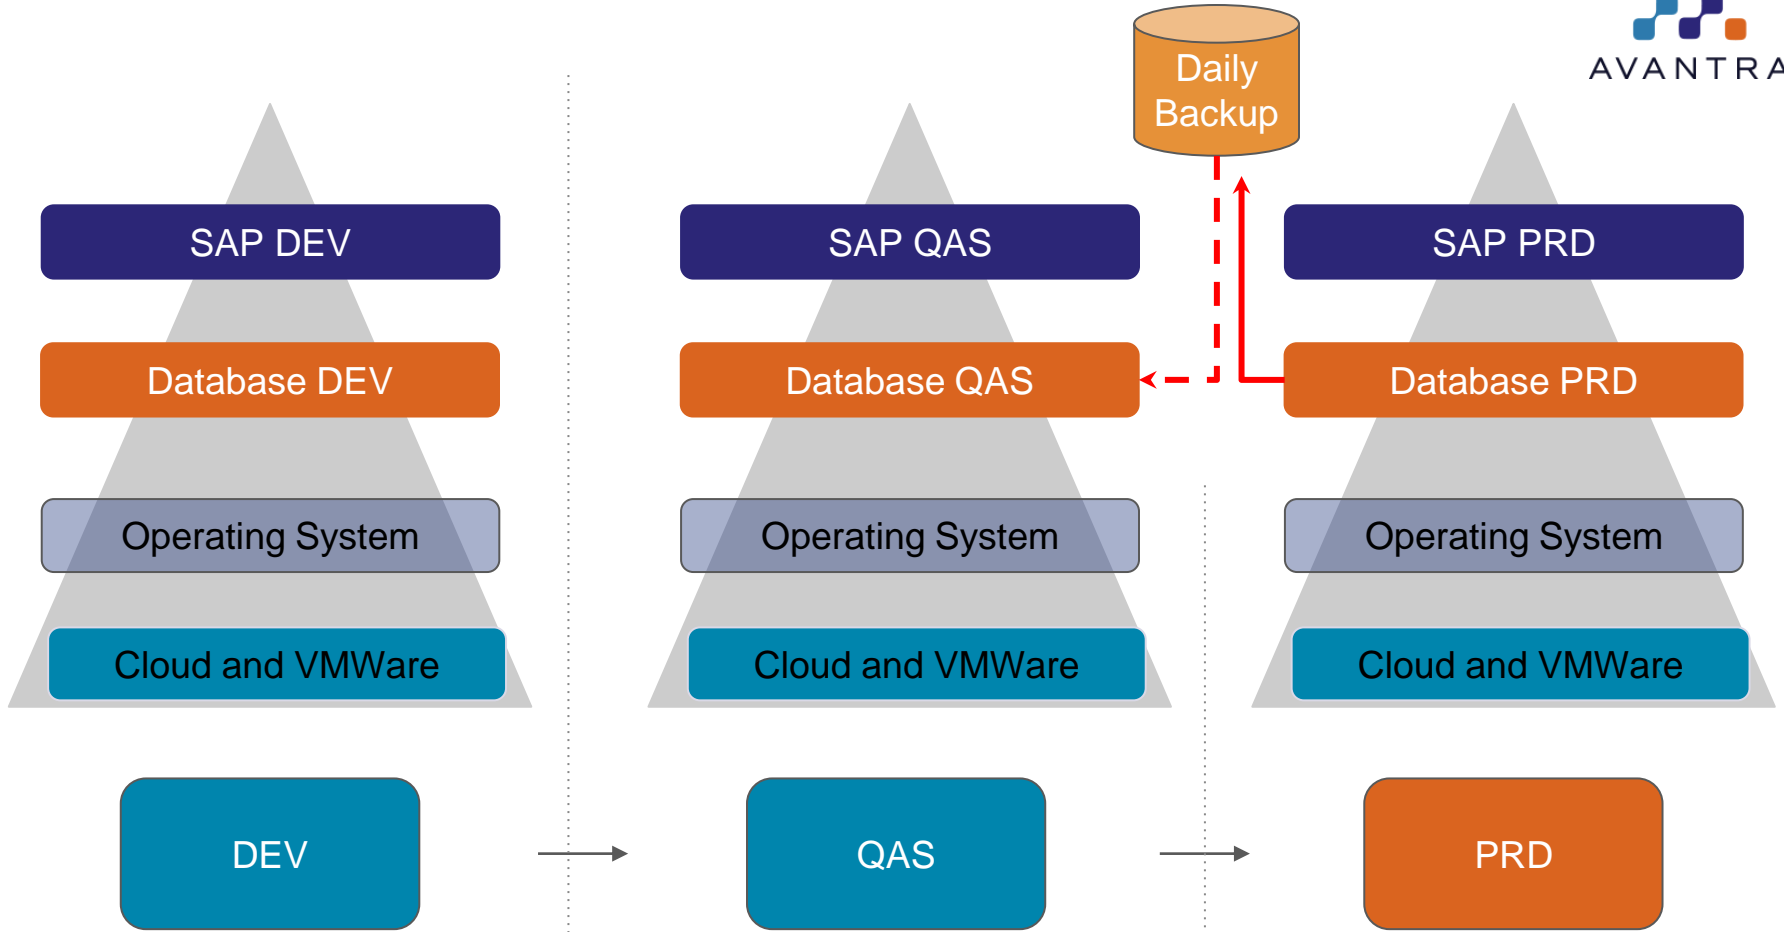 Daily
Backup
AVANTRA
SAP DEV
SAP QAS
SAP PRD
Database DEV
Database QAS
Database PRD
Operating System
Operating System
Operating System
Cloud and VMWare
Cloud and VMWare
Cloud and VMWare
DEV
QAS
PRD